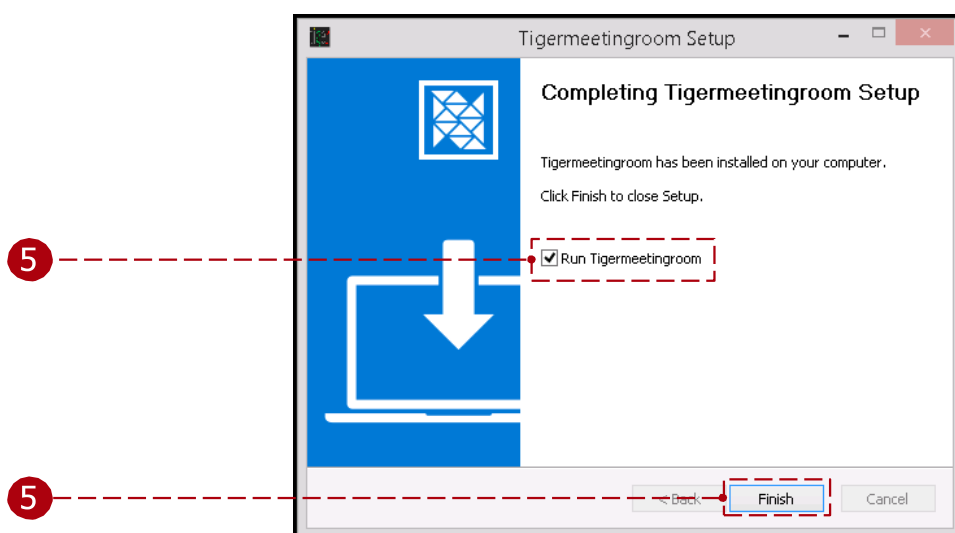 Tigermeetingroom Setup
Completing Tigermeetingroom Setup
Tigermeetingroom has been installed on your computer.
Click Finish to close Setup.
5
Run Tigermeetingroom
5
< Back
Finish
Cancel